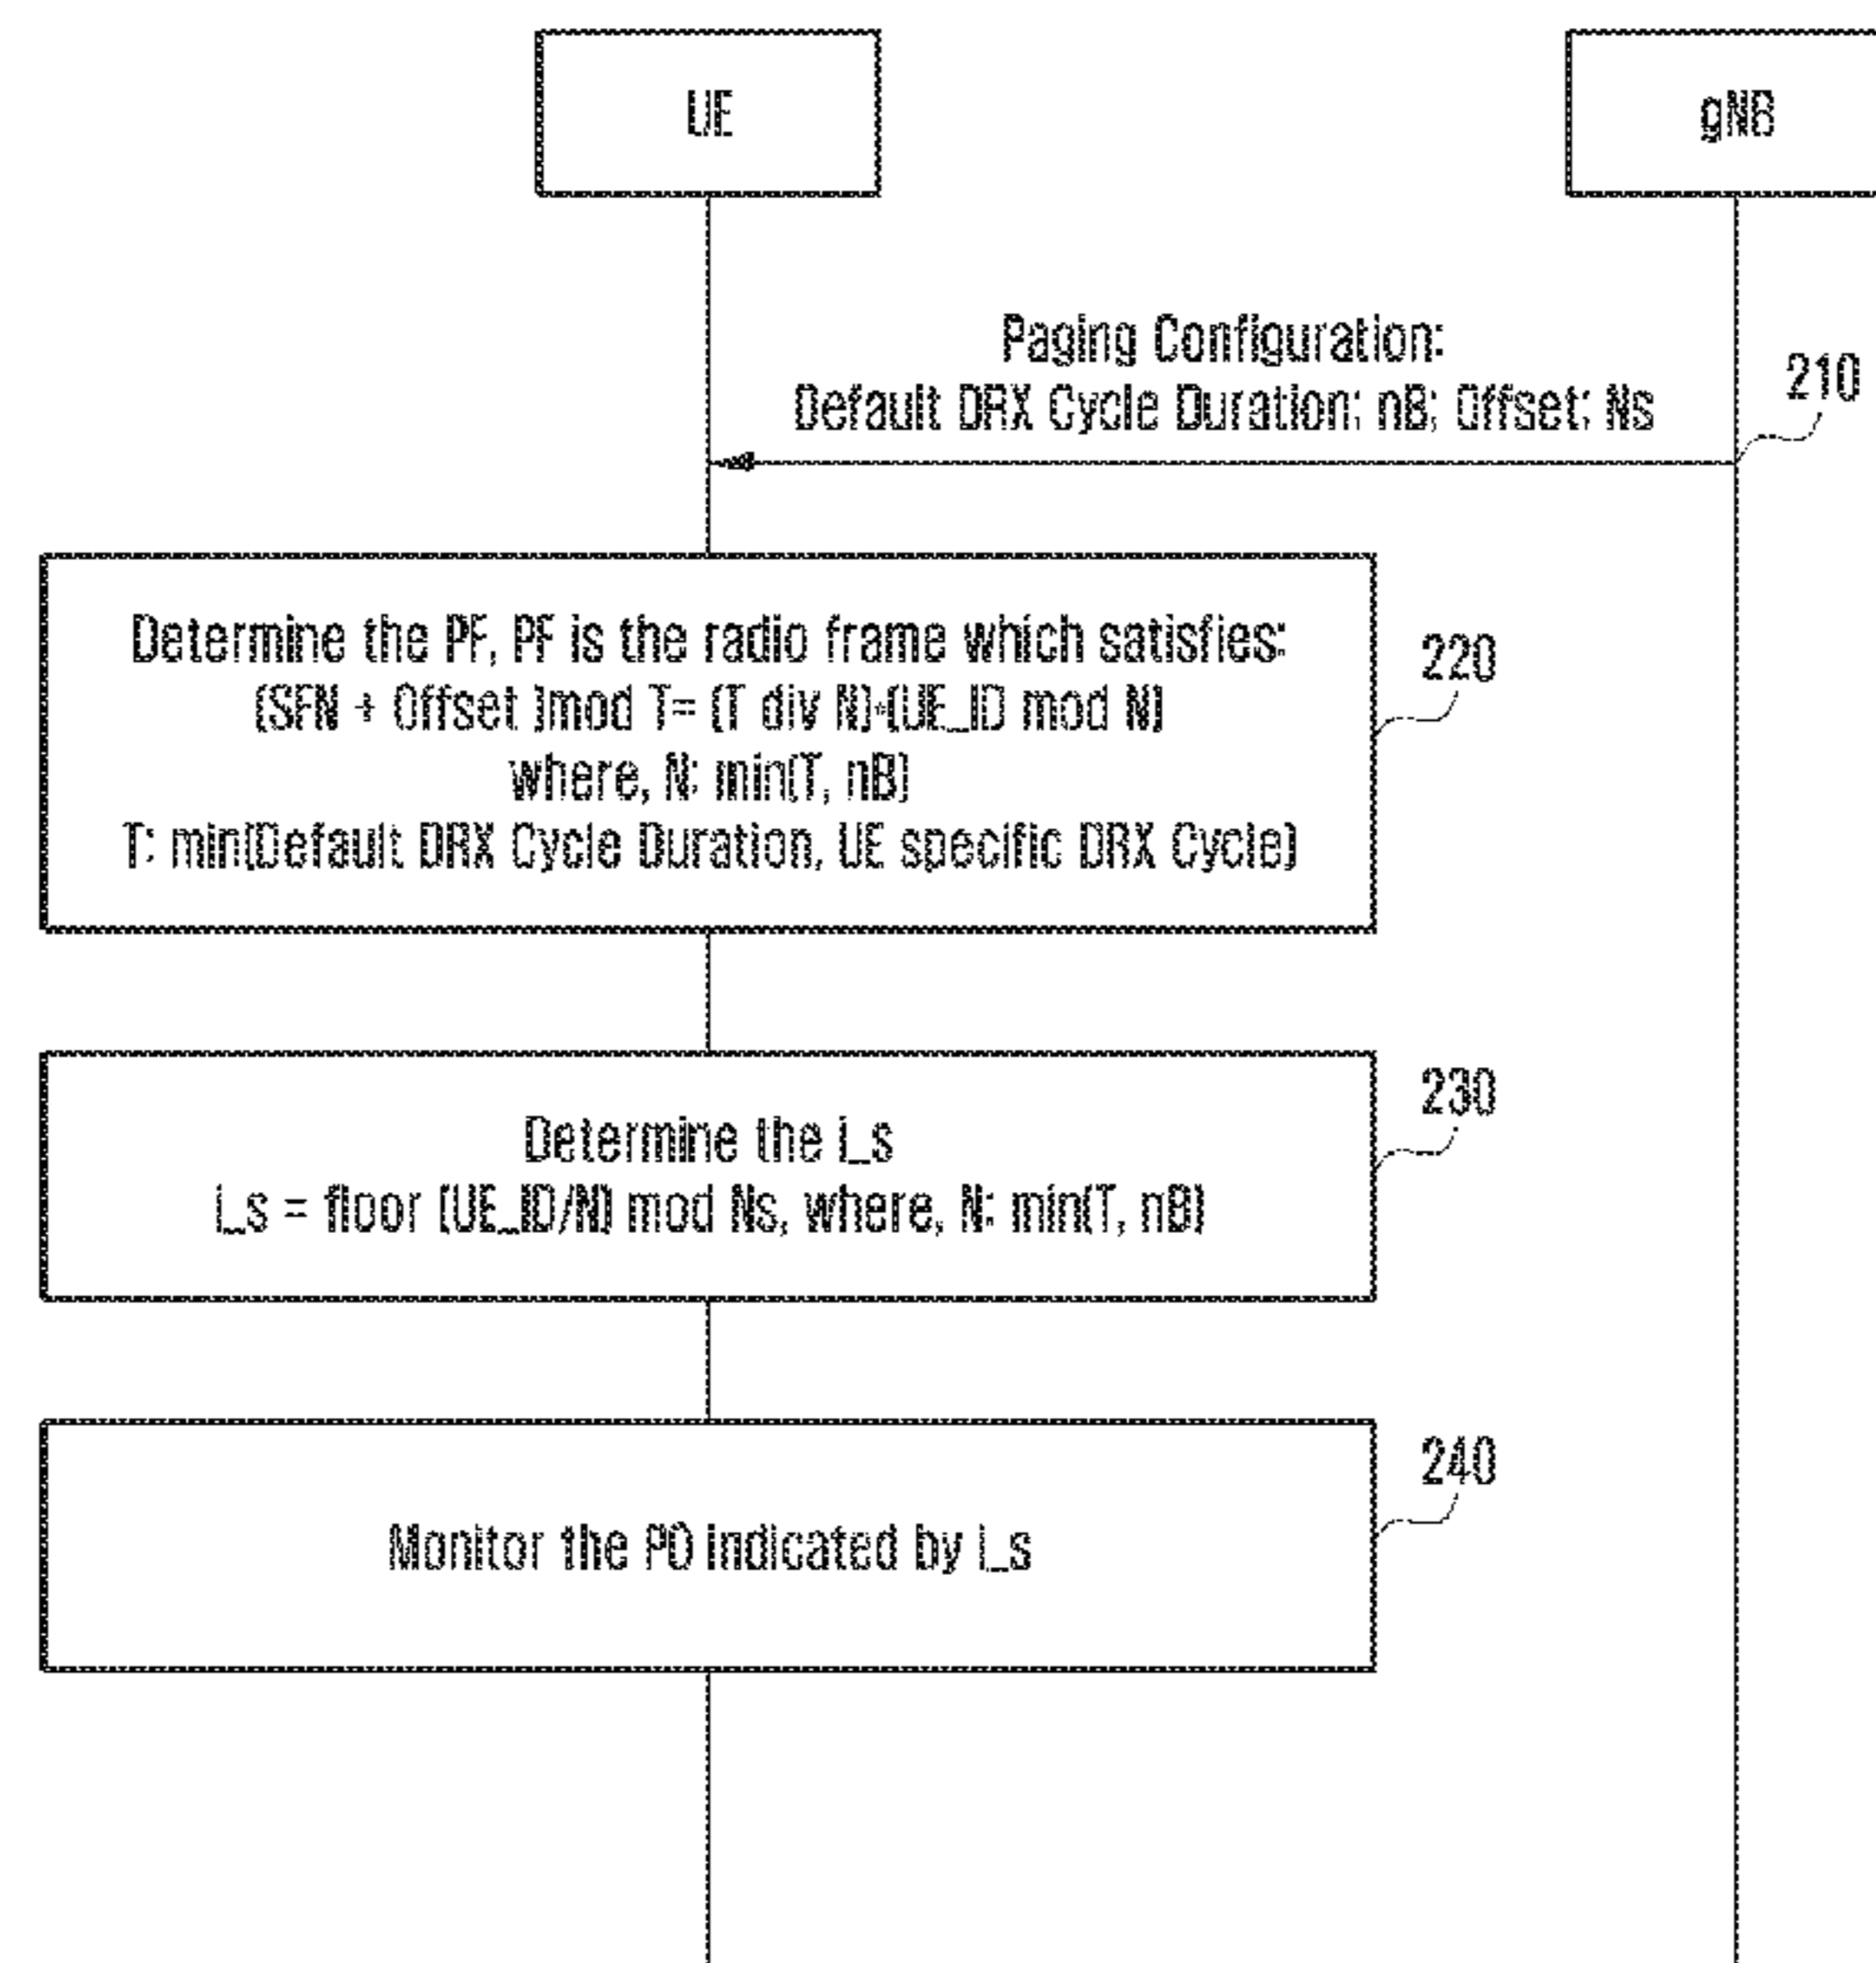 UE
gNB
Paging Configuration:
Default DRX Cycle Duration; nB; Offset; Ns
210
Determine the PF, PF is the radio frame which satisfies:
(SFN + Offset )mod T= (T div N)*(UE_ID mod N)
where, N: min(T, nB)
T: min(Default DRX Cycle Duration, UE specific DRX Cycle)
220
Determine the i_s
i_s = floor (UE_ID/N) mod Ns, where, N: min(T, nB)
230
Monitor the PO indicated by i_s
240